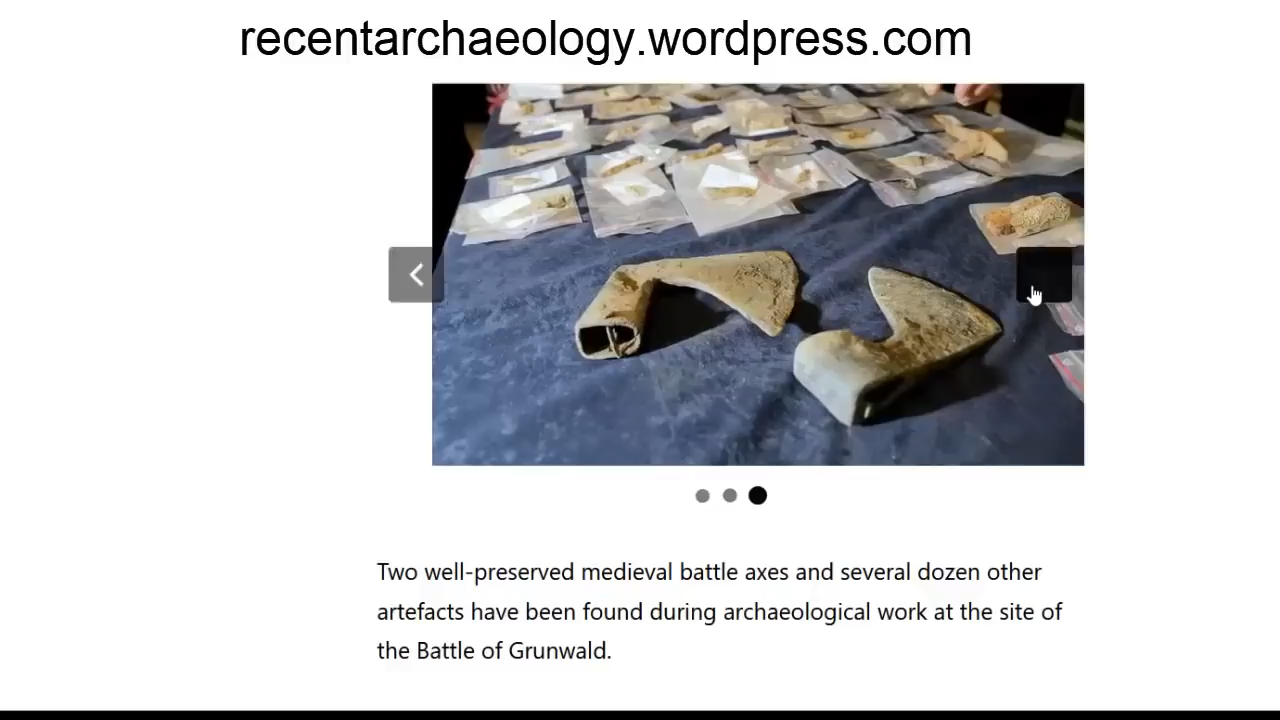 recentarchaeology.wordpress.com
Two well-preserved medieval battle axes and several dozen other
artefacts have been found during archaeological work at the site of
the Battle of Grunwald.